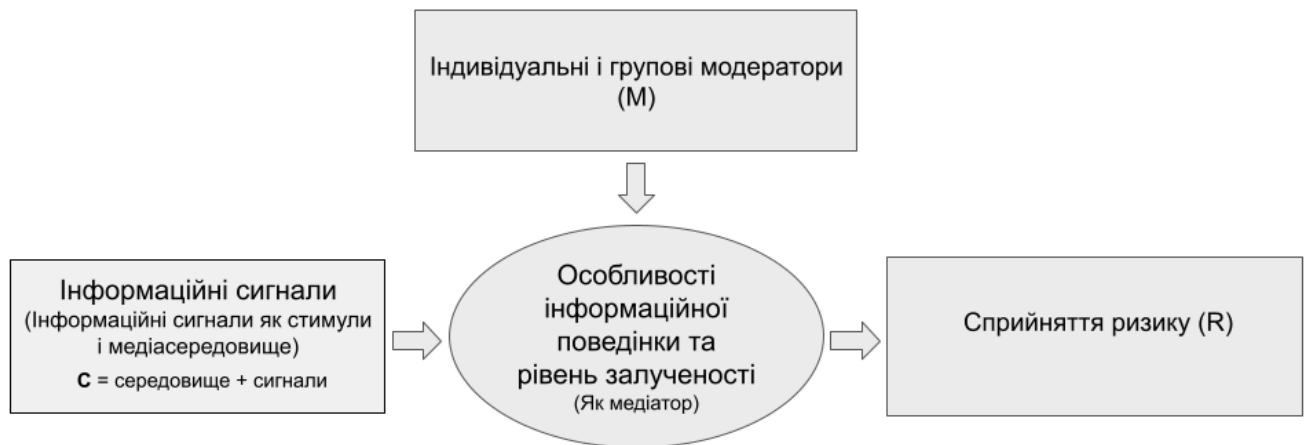 Індивідуальні і групові модератори
(М)
Інформаційні сигнали
(Інформаційні сигнали як стимули
і медіасередовище)
С = середовище + сигнали
Особливості
інформаційної
поведінки та
рівень залученості
(Як медіатор)
Сприйняття ризику (R)